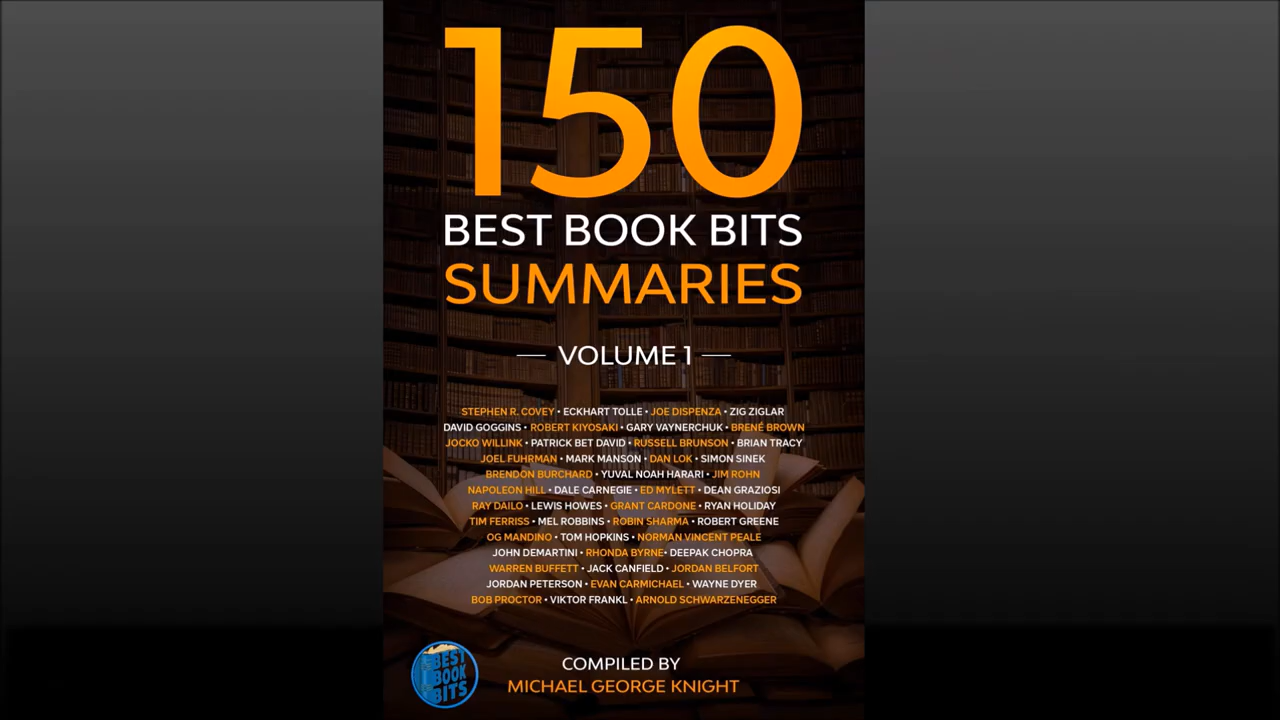 150
BEST BOOK BITS
SUMMARIES
— VOLUME 1 —
STEPHEN R. COVEY • ECKHART TOLLE • JOE DISPENZA • ZIG ZIGLAR
DAVID GOGGINS • ROBERT KIYOSAKI • GARY VAYNERCHUK • BRENÉ BROWN
JOCKO WILLINK • PATRICK BET DAVID • RUSSELL BRUNSON • BRIAN TRACY
JOEL FUHRMAN • MARK MANSON • DAN LOK • SIMON SINEK
BRENDON BURCHARD • YUVAL NOAH HARARI • JIM ROHN
NAPOLEON HILL • DALE CARNEGIE • ED MYLETT • DEAN GRAZIOSI
RAY DAILO • LEWIS HOWES • GRANT CARDONE • RYAN HOLIDAY
TIM FERRISS • MEL ROBBINS • ROBIN SHARMA • ROBERT GREENE
OG MANDINO • TOM HOPKINS • NORMAN VINCENT PEALE
JOHN DEMARTINI • RHONDA BYRNE• DEEPAK CHOPRA
WARREN BUFFETT • JACK CANFIELD • JORDAN BELFORT
JORDAN PETERSON • EVAN CARMICHAEL • WAYNE DYER
BOB PROCTOR • VIKTOR FRANKL • ARNOLD SCHWARZENEGGER
BEST
BOOK
BITS
COMPILED BY
MICHAEL GEORGE KNIGHT